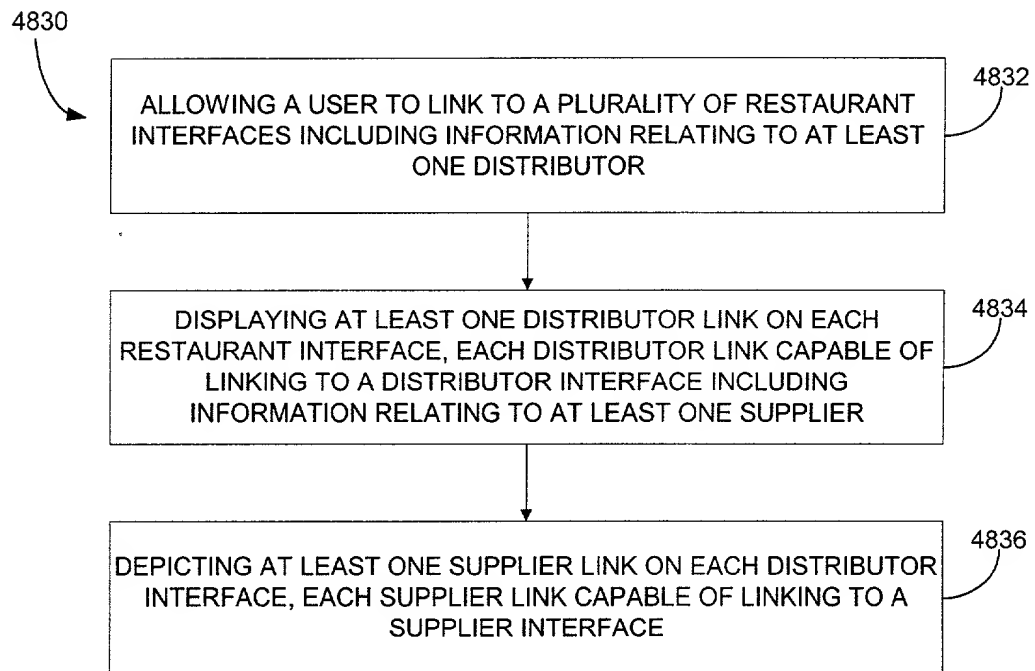 4830
4832
ALLOWING A USER TO LINK TO A PLURALITY OF RESTAURANT
INTERFACES INCLUDING INFORMATION RELATING TO AT LEAST
ONE DISTRIBUTOR
4834
DISPLAYING AT LEAST ONE DISTRIBUTOR LINK ON EACH
RESTAURANT INTERFACE, EACH DISTRIBUTOR LINK CAPABLE OF
LINKING TO A DISTRIBUTOR INTERFACE INCLUDING
INFORMATION RELATING TO AT LEAST ONE SUPPLIER
4836
DEPICTING AT LEAST ONE SUPPLIER LINK ON EACH DISTRIBUTOR
INTERFACE, EACH SUPPLIER LINK CAPABLE OF LINKING TO A
SUPPLIER INTERFACE